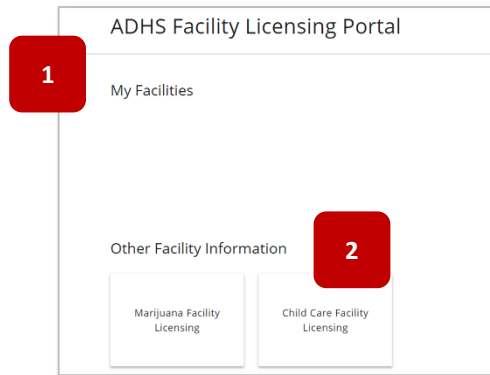 ADHS Facility Licensing Portal
1
My Facilities
Other Facility Information
2
Marijuana Facility
Licensing
Child Care Facility
Licensing